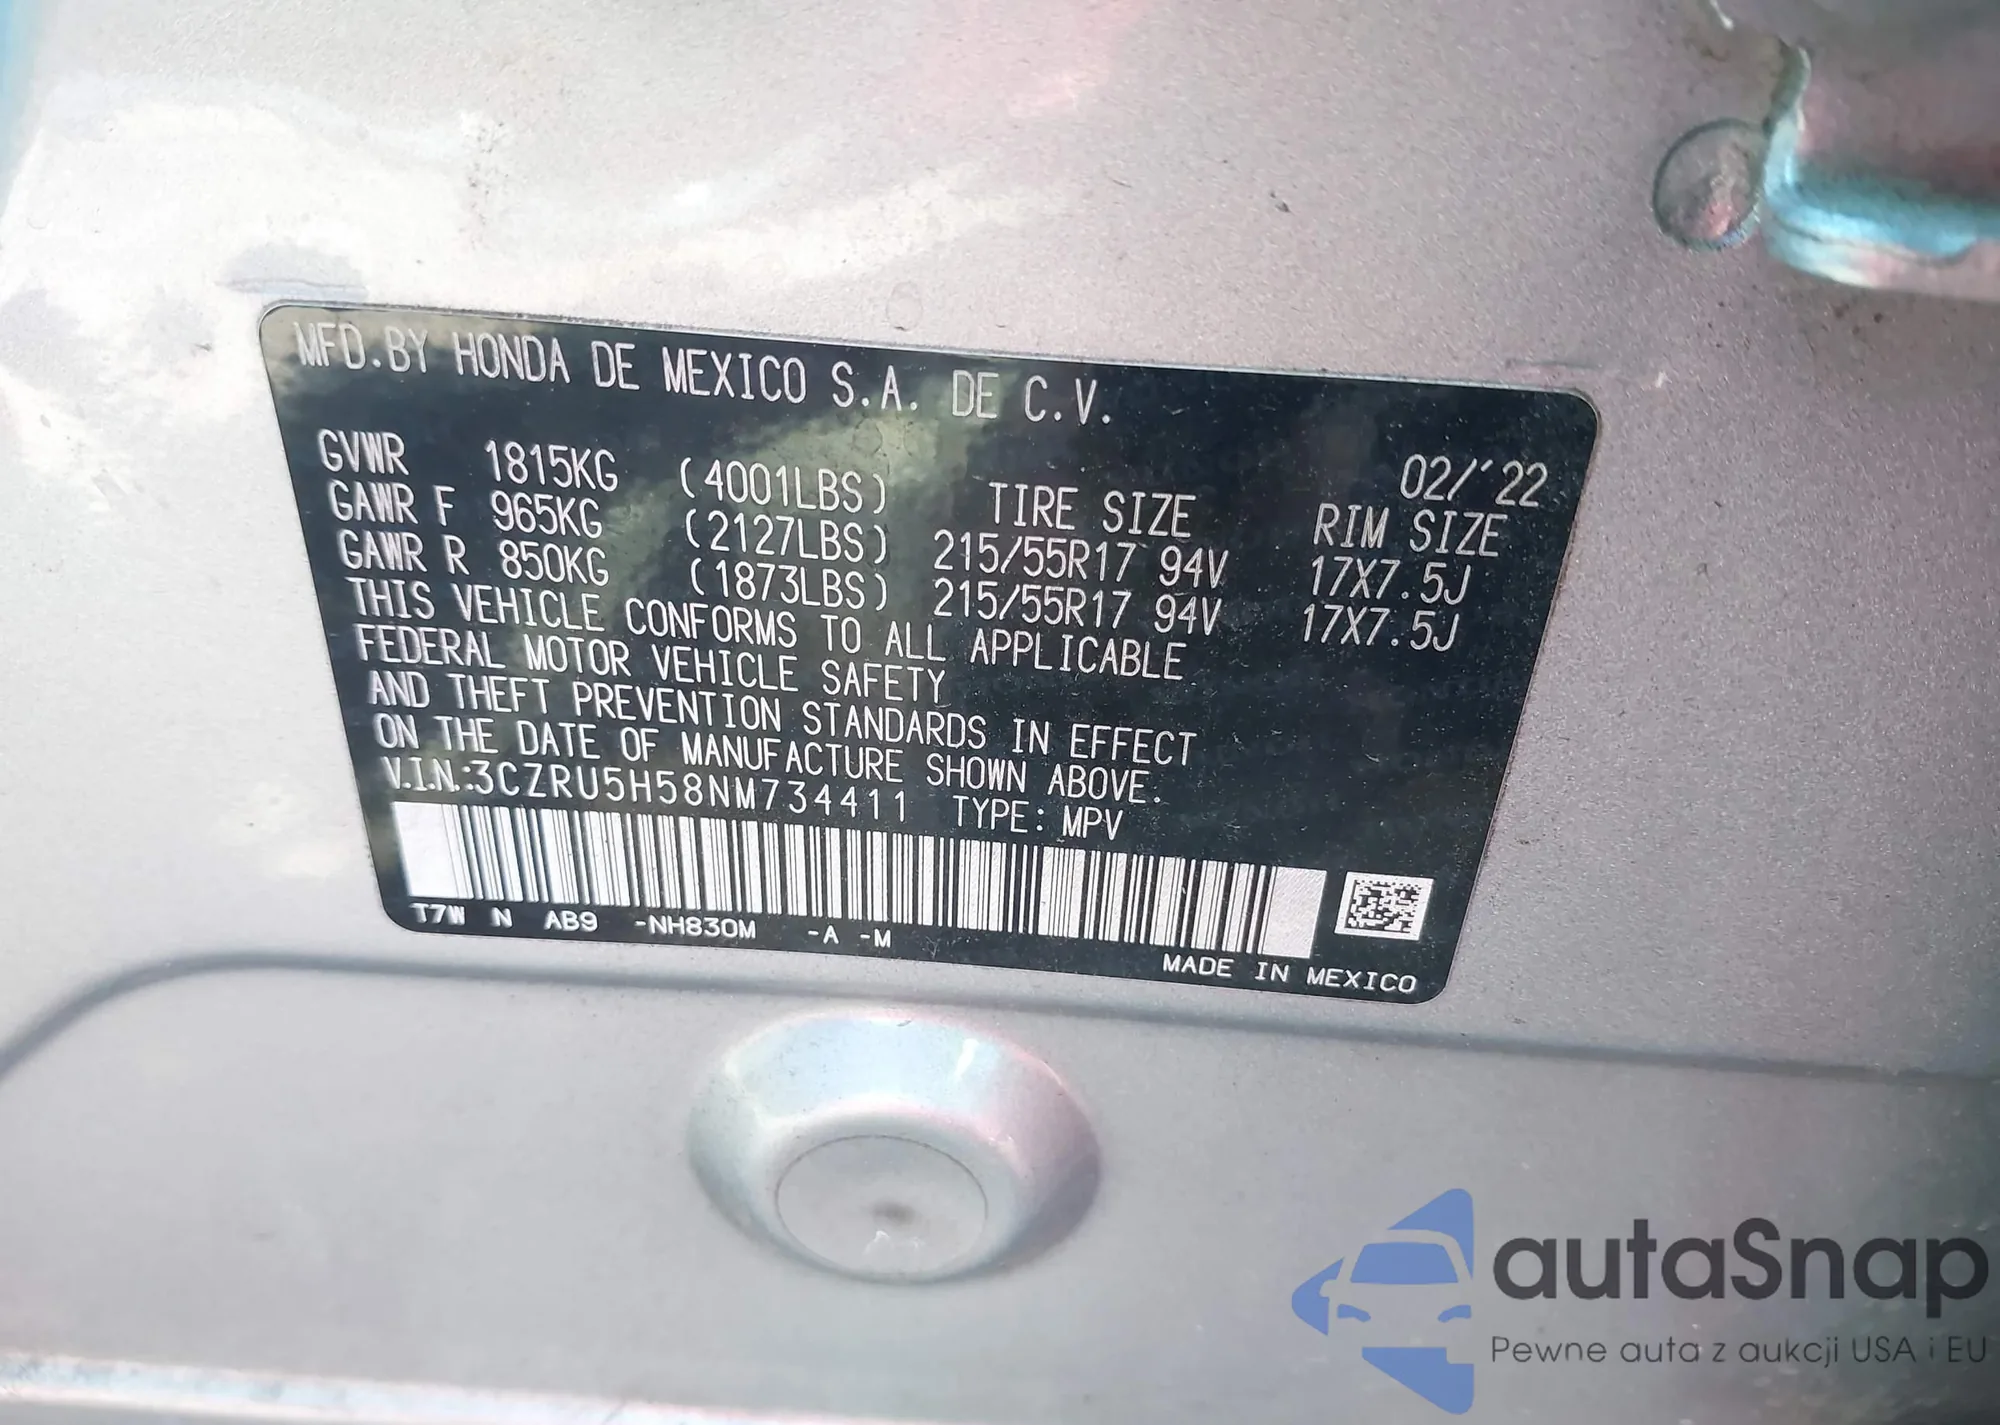 MFD.BY HONDA DE MEXICO S.A. DE C.V.
02/'22
GVWR 1815KG (4001LBS) TIRE SIZE RIM SIZE
GAWR F 965KG (2127LBS) 215/55R17 94V 17X7.5J
GAWR R 850KG (1873LBS) 215/55R17 94V 17X7.5J
THIS VEHICLE CONFORMS TO ALL APPLICABLE
FEDERAL MOTOR VEHICLE SAFETY
AND THEFT PREVENTION STANDARDS IN EFFECT
ON THE DATE OF MANUFACTURE SHOWN ABOVE.
V.I.N.:3CZRU5H58NM734411 TYPE: MPV
T7W N AB9 -NH830M -A -M
MADE IN MEXICO
autaSnap
Pewne auta z aukcji USA i EU